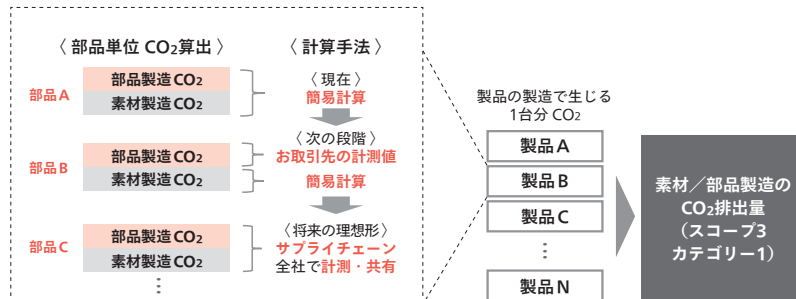 〈 部品単位 CO₂算出 〉
〈 計算手法 〉
部品A
部品製造CO₂
素材製造CO₂
〈 現在 〉
簡易計算
部品B
部品製造CO₂
素材製造CO₂
〈 次の段階 〉
お取引先の計測値
簡易計算
部品C
部品製造CO₂
素材製造CO₂
⋮
〈将来の理想形〉
サプライチェーン
全社で計測・共有
製品の製造で生じる
1台分 CO₂
製品A
製品B
製品C
⋮
製品N
素材／部品製造の
CO₂排出量
（スコープ3
カテゴリー1）